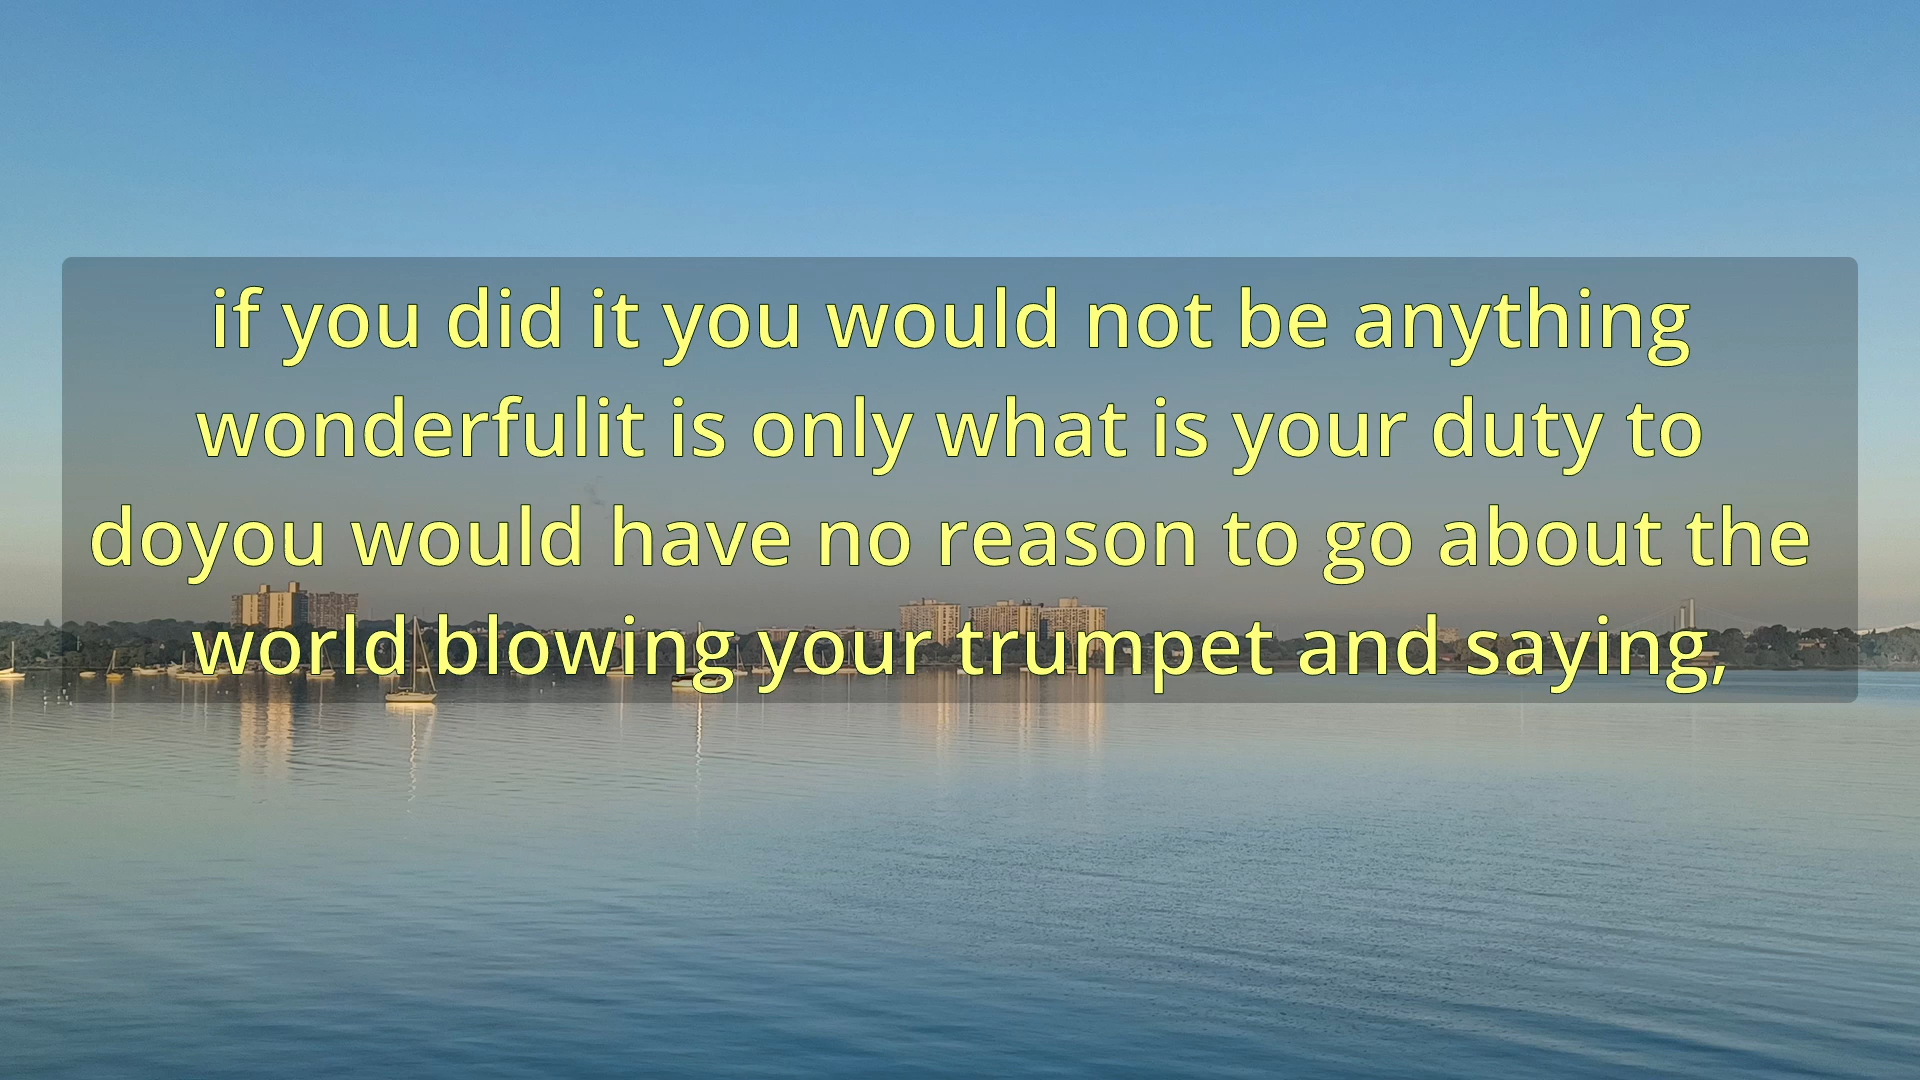 if you did it you would not be anything
wonderfulit is only what is your duty to
doyou would have no reason to go about the
world blowing your trumpet and saying,